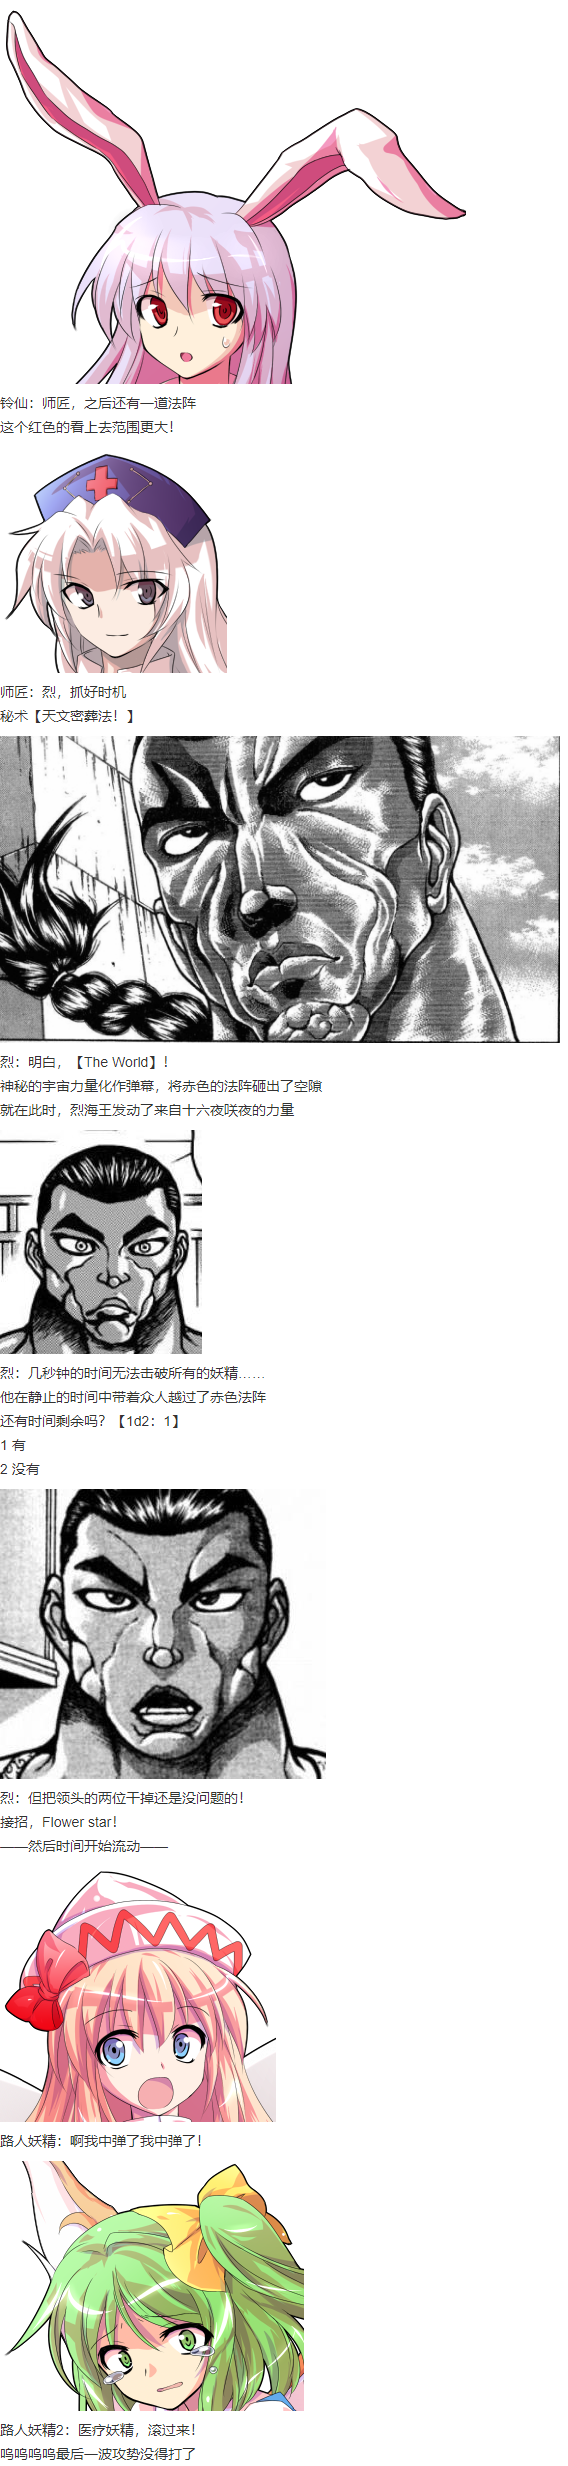 铃仙：师匠，之后还有一道法阵
这个红色的看上去范围更大！
师匠：烈，抓好时机
秘术【天文密葬法！】
烈：明白，【The World】！
神秘的宇宙力量化作弹幕，将赤色的法阵砸出了空隙
就在此时，烈海王发动了来自十六夜咲夜的力量
烈：几秒钟的时间无法击破所有的妖精……
他在静止的时间中带着众人越过了赤色法阵
还有时间剩余吗？【1d2：1】
1 有
2 没有
烈：但把领头的两位干掉还是没问题的！
接招，Flower star！
——然后时间开始流动——
路人妖精：啊我中弹了我中弹了！
路人妖精2：医疗妖精，滚过来！
呜呜呜呜最后一波攻势没得打了